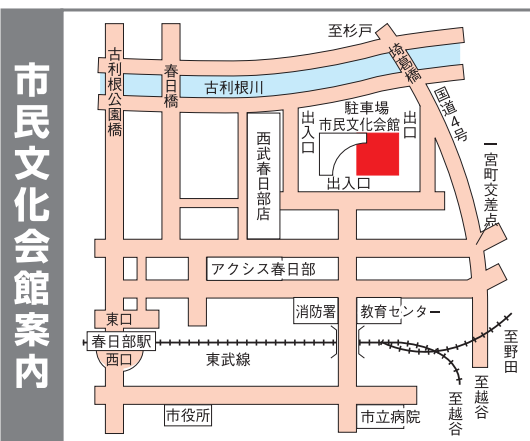 市民文化会館案内
至杉戸
古利根公園橋
春日橋
古利根川
埼葛橋
国道4号
駐車場
市民文化会館
出入口
出口
出入口
西武春日部店
一宮町交差点
アクシス春日部
消防署
教育センター
東口
春日部駅
西口
東武線
至野田
至越谷
至越谷
市役所
市立病院